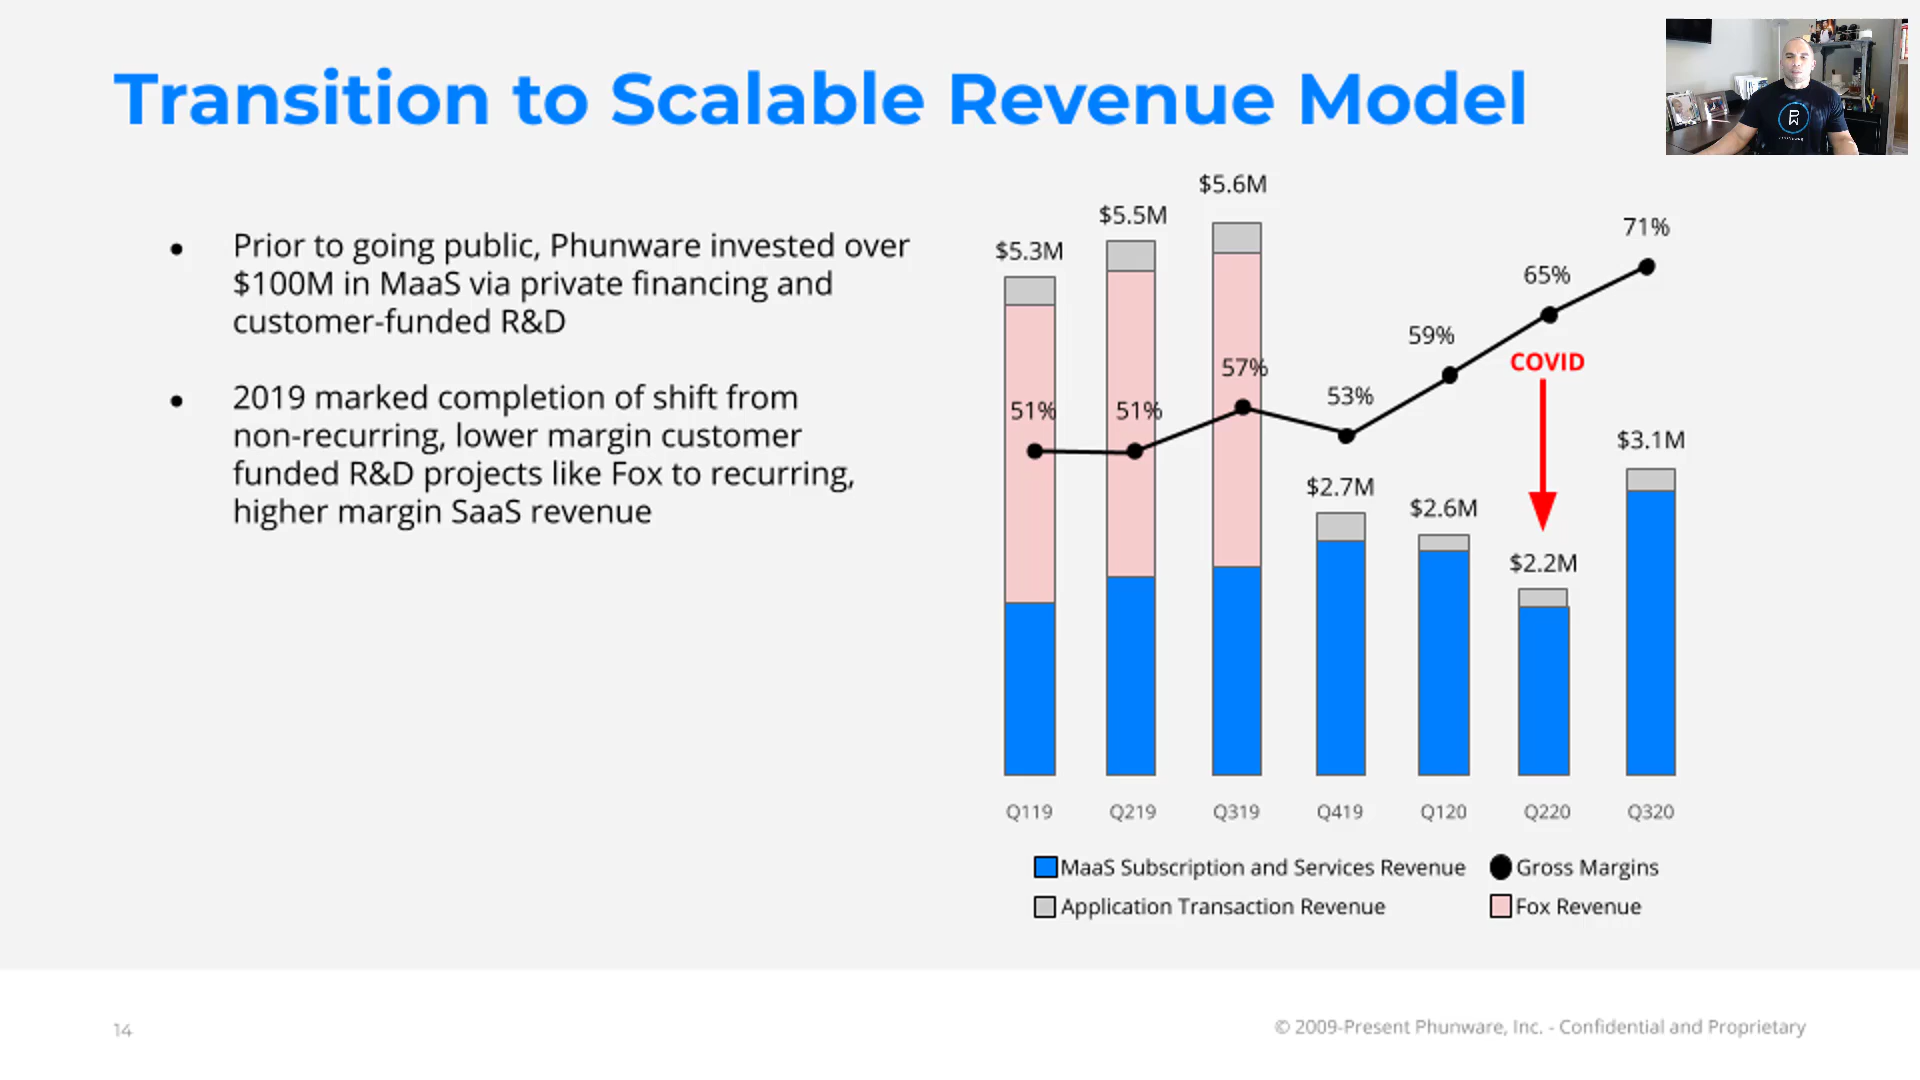 Transition to Scalable Revenue Model
● Prior to going public, Phunware invested over
$100M in MaaS via private financing and
customer-funded R&D
● 2019 marked completion of shift from
non-recurring, lower margin customer
funded R&D projects like Fox to recurring,
higher margin SaaS revenue
$5.3M
$5.5M
$5.6M
$2.7M
$2.6M
$2.2M
$3.1M
51%
51%
57%
53%
59%
65%
71%
COVID
Q119 Q219 Q319 Q419 Q120 Q220 Q320
MaaS Subscription and Services Revenue
Gross Margins
Application Transaction Revenue
Fox Revenue
14
© 2009-Present Phunware, Inc. - Confidential and Proprietary